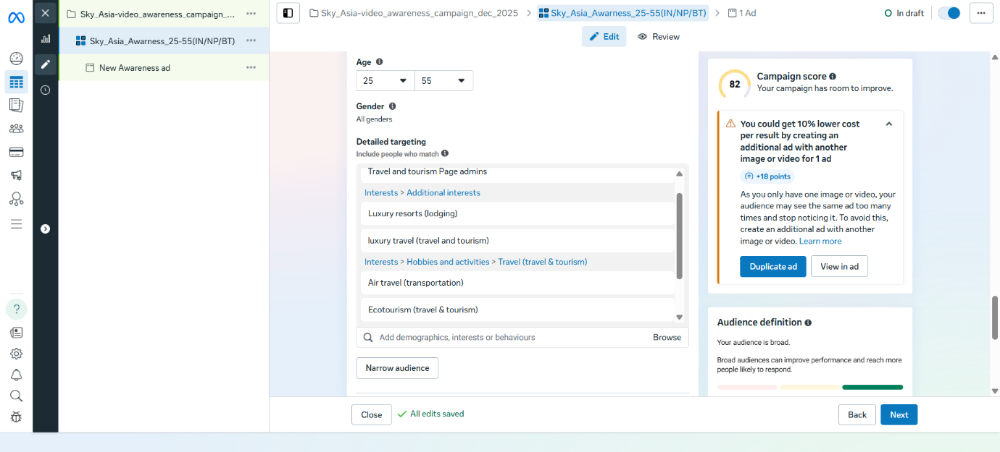 Sky_Asia-video_awareness_campaign_...
Sky_Asia_Awarness_25-55(IN/NP/BT)
New Awareness ad
Sky_Asia-video_awareness_campaign_dec_2025
Sky_Asia_Awarness_25-55(IN/NP/BT)
1 Ad
In draft
Edit
Review
Age
25
55
Gender
All genders
Detailed targeting
Include people who match
Travel and tourism Page admins
Interests > Additional interests
Luxury resorts (lodging)
luxury travel (travel and tourism)
Interests > Hobbies and activities > Travel (travel & tourism)
Air travel (transportation)
Ecotourism (travel & tourism)
Add demographics, interests or behaviours
Browse
Narrow audience
Close
All edits saved
Back
Next
82
Campaign score
Your campaign has room to improve.
You could get 10% lower cost
per result by creating an
additional ad with another
image or video for 1 ad
+18 points
As you only have one image or video, your
audience may see the same ad too many
times and stop noticing it. To avoid this,
create an additional ad with another
image or video. Learn more
Duplicate ad
View in ad
Audience definition
Your audience is broad.
Broad audiences can improve performance and reach more
people likely to respond.